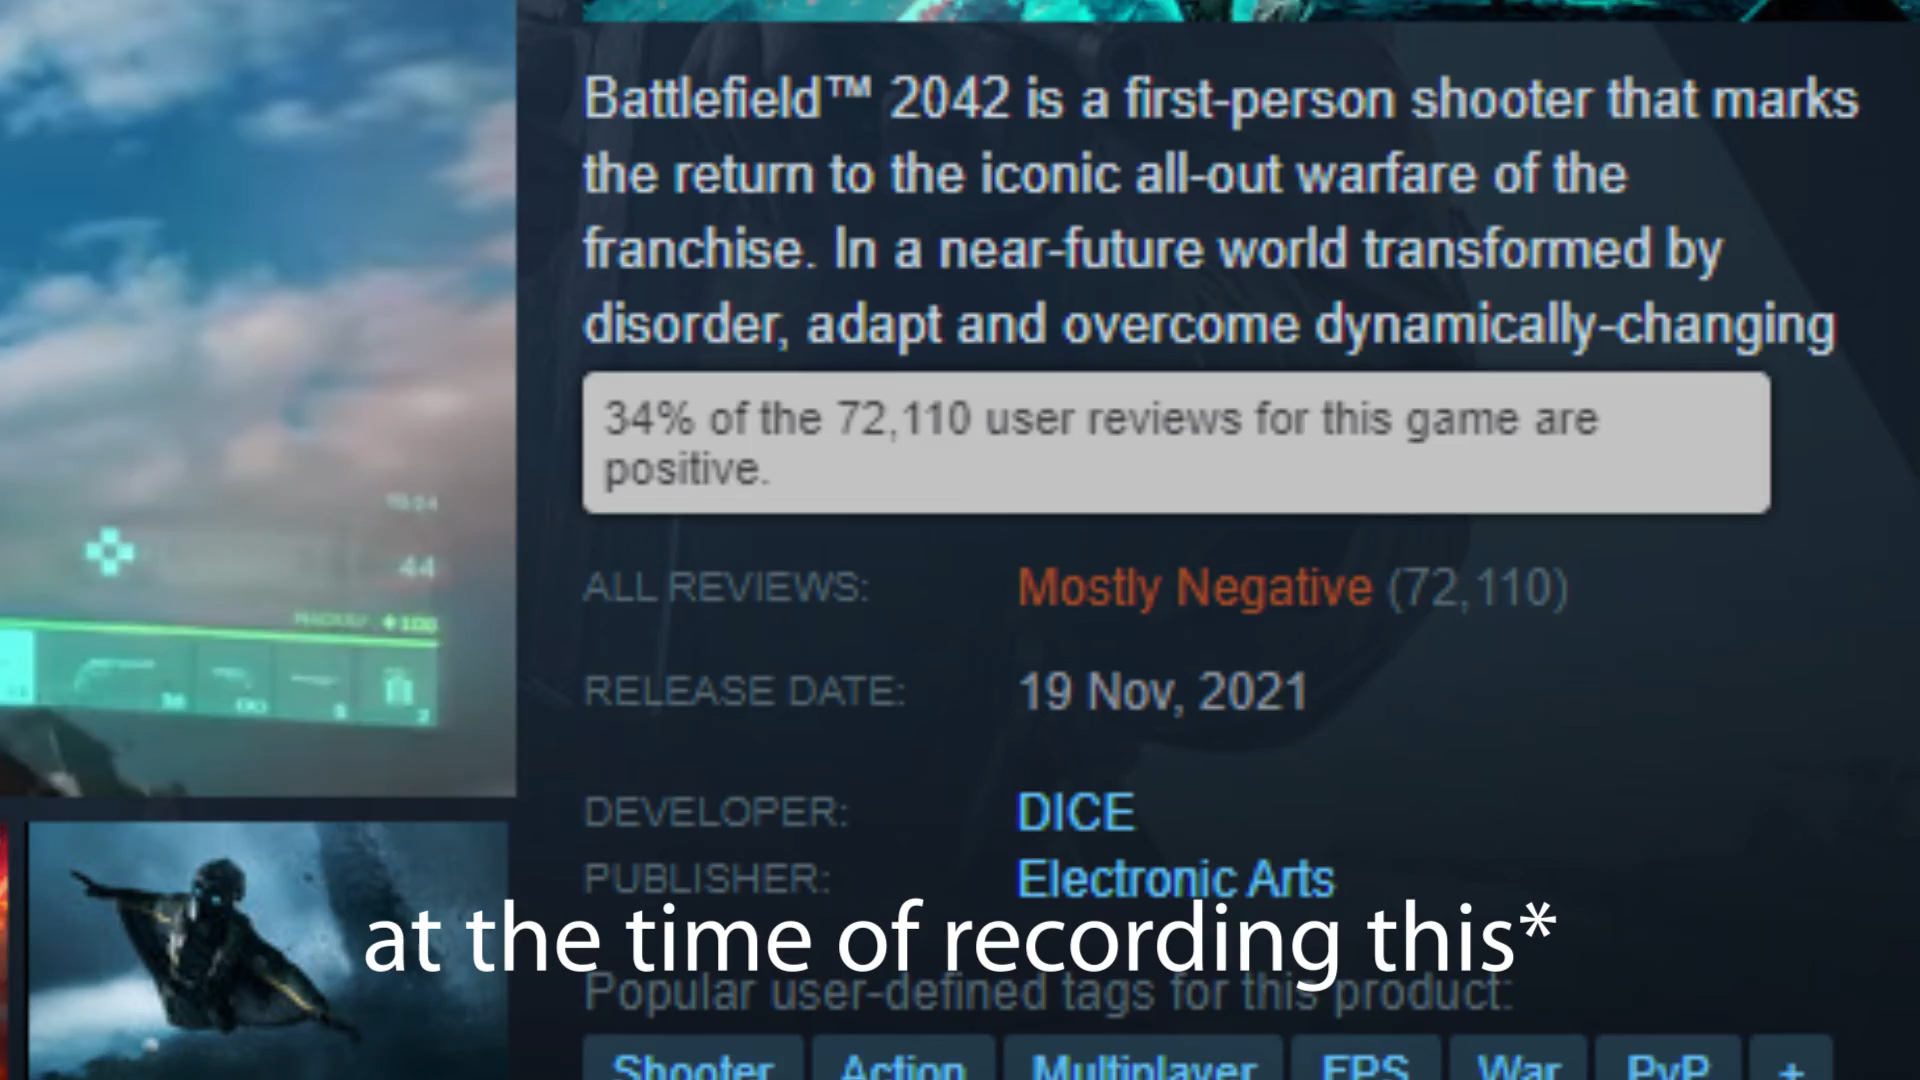 Battlefield™ 2042 is a first-person shooter that marks
the return to the iconic all-out warfare of the
franchise. In a near-future world transformed by
disorder, adapt and overcome dynamically-changing
34% of the 72,110 user reviews for this game are
positive.
ALL REVIEWS: Mostly Negative (72,110)
RELEASE DATE: 19 Nov, 2021
DEVELOPER: DICE
PUBLISHER: Electronic Arts
at the time of recording this*
Popular user-defined tags for this product:
Shooter Action Multiplayer FPS War PvP +
44
+100